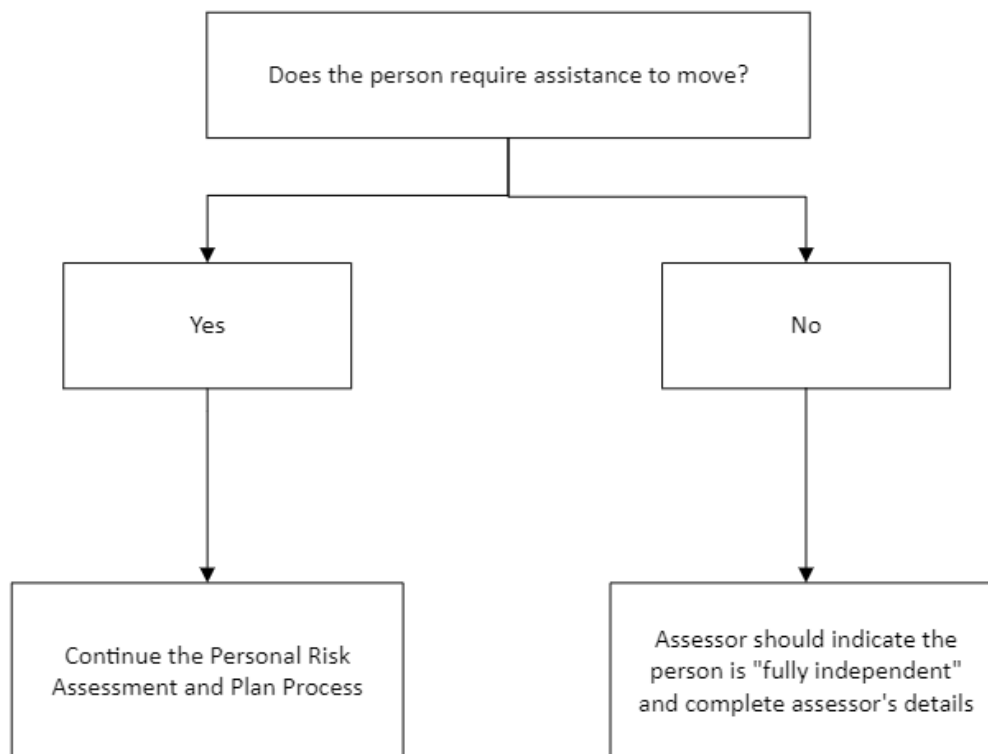 Does the person require assistance to move?
Yes
No
Continue the Personal Risk
Assessment and Plan Process
Assessor should indicate the
person is "fully independent"
and complete assessor's details